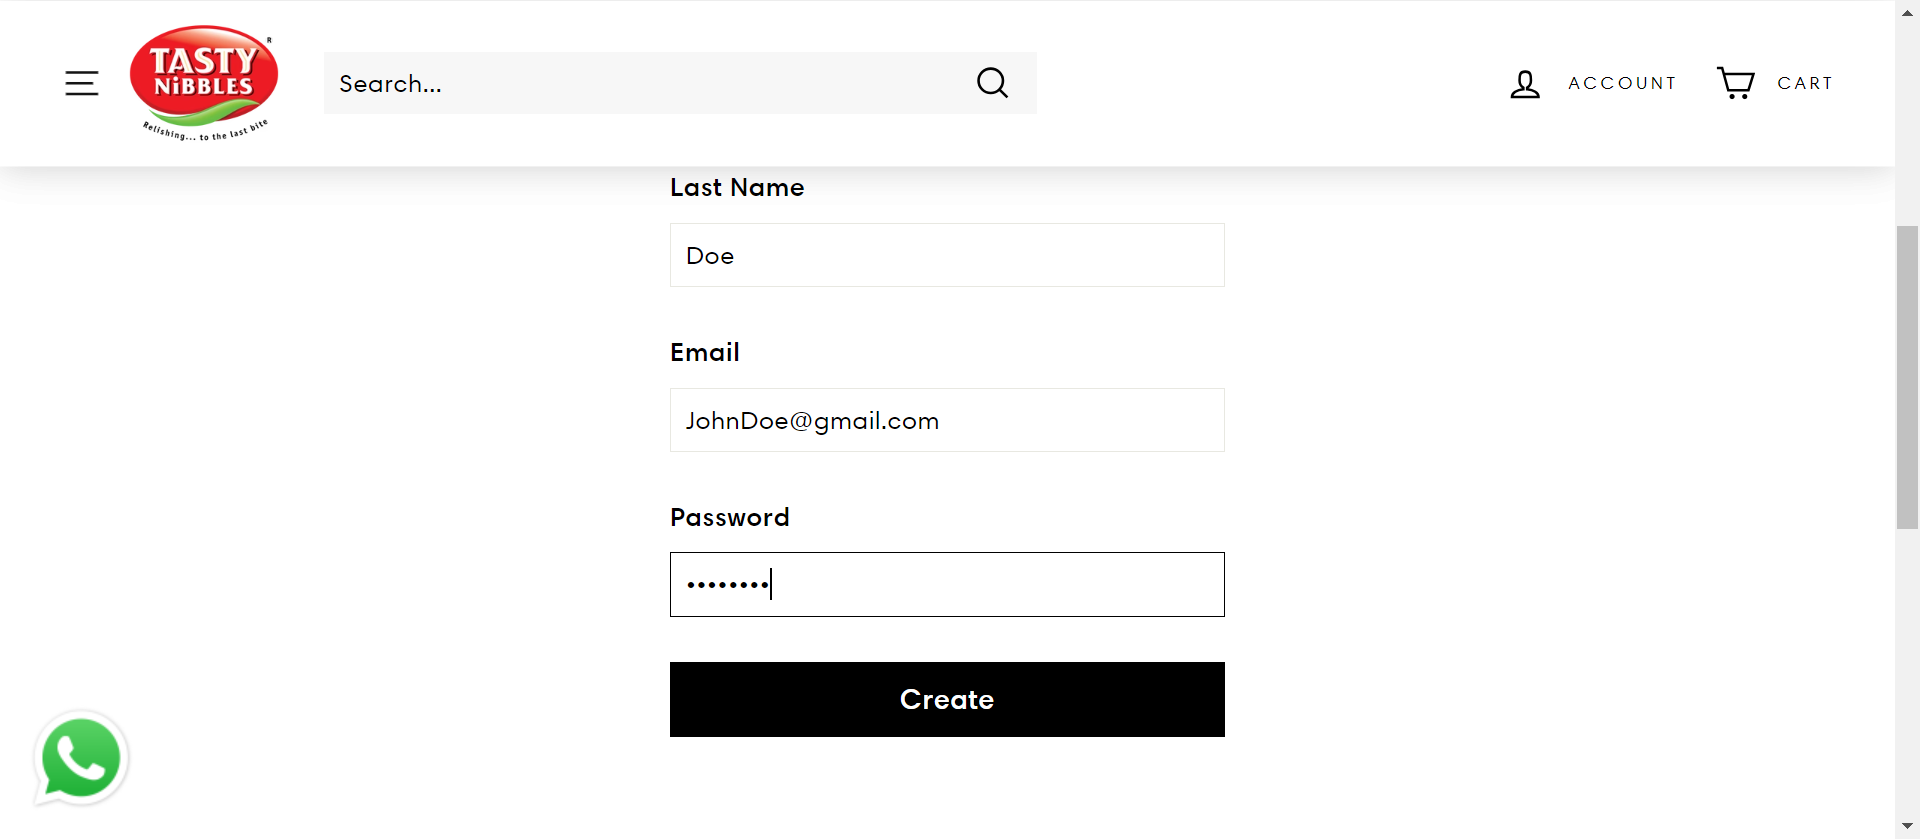 TASTY
NiBBLES
R
Relishing... to the last bite
Search...
ACCOUNT
CART
Last Name
Doe
Email
JohnDoe@gmail.com
Password
••••••••
Create